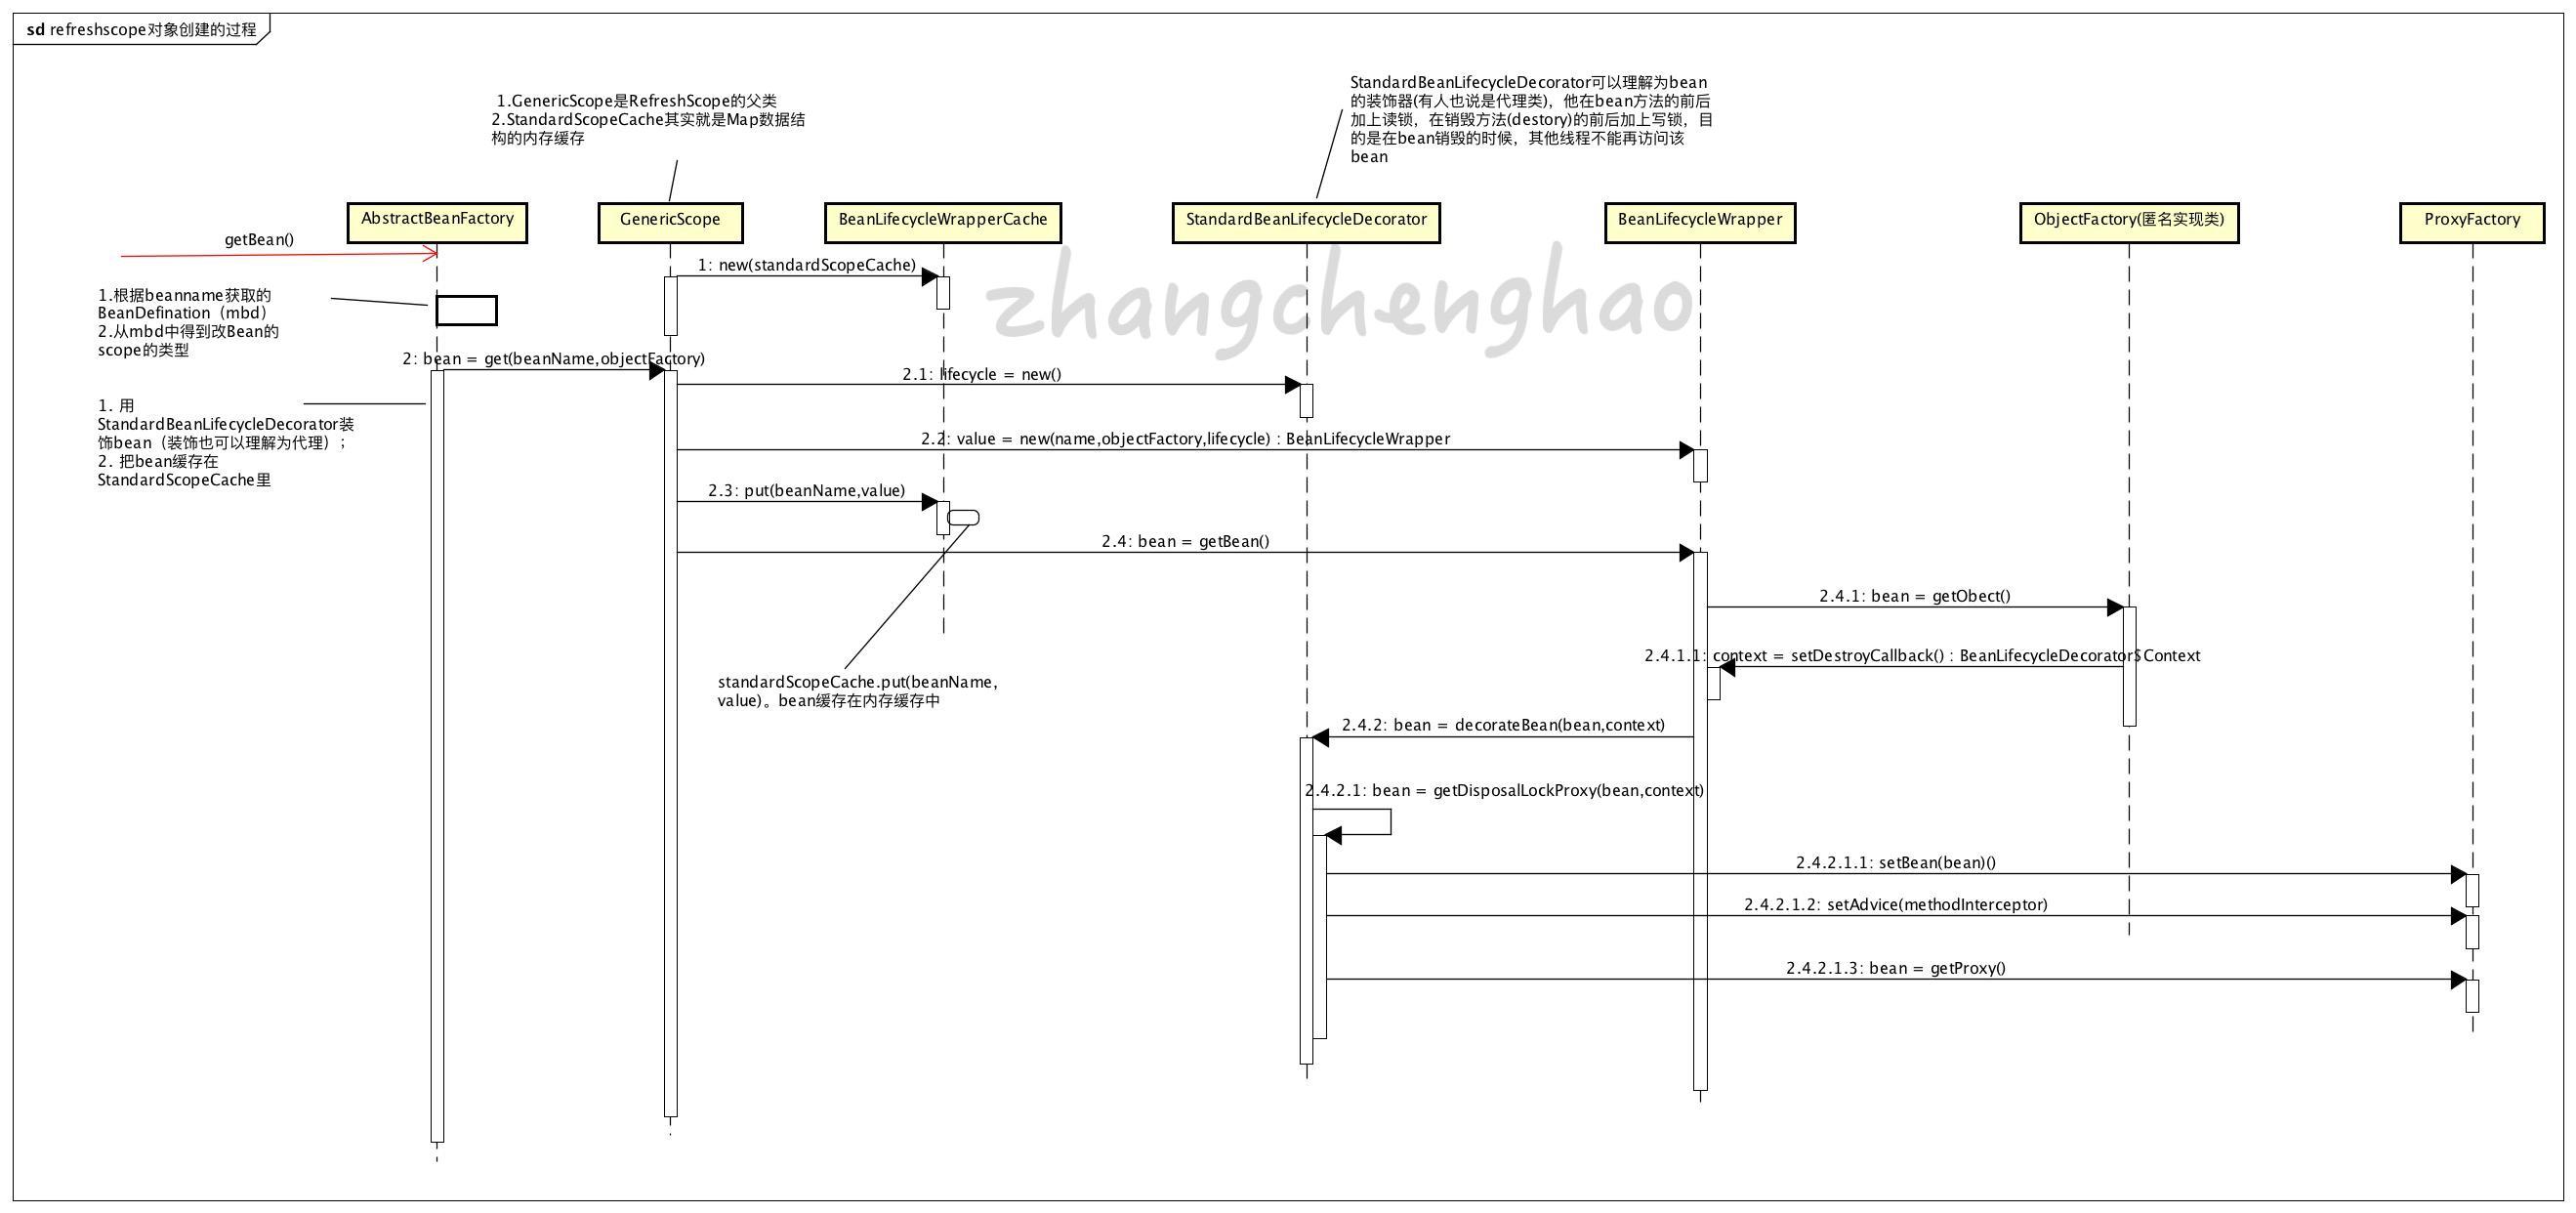 sd refreshscope对象创建的过程
StandardBeanLifecycleDecorator可以理解为bean
的装饰器(有人也说是代理类)，他在bean方法的前后
加上读锁，在销毁方法(destory)的前后加上写锁，目
的是在bean销毁的时候，其他线程不能再访问该
bean
1.GenericScope是RefreshScope的父类
2.StandardScopeCache其实就是Map数据结
构的内存缓存
AbstractBeanFactory
GenericScope
BeanLifecycleWrapperCache
StandardBeanLifecycleDecorator
BeanLifecycleWrapper
ObjectFactory(匿名实现类)
ProxyFactory
getBean()
1: new(standardScopeCache)
zhangchenghao
1.根据beanname获取的
BeanDefination（mbd）
2.从mbd中得到改Bean的
scope的类型
2: bean = get(beanName,objectFactory)
2.1: lifecycle = new()
1. 用
StandardBeanLifecycleDecorator装
饰bean（装饰也可以理解为代理）；
2. 把bean缓存在
StandardScopeCache里
2.2: value = new(name,objectFactory,lifecycle) : BeanLifecycleWrapper
2.3: put(beanName,value)
2.4: bean = getBean()
2.4.1: bean = getObect()
2.4.1.1: context = setDestroyCallback() : BeanLifecycleDecorator$Context
standardScopeCache.put(beanName,
value)。bean缓存在内存缓存中
2.4.2: bean = decorateBean(bean,context)
2.4.2.1: bean = getDisposalLockProxy(bean,context)
2.4.2.1.1: setBean(bean)()
2.4.2.1.2: setAdvice(methodInterceptor)
2.4.2.1.3: bean = getProxy()